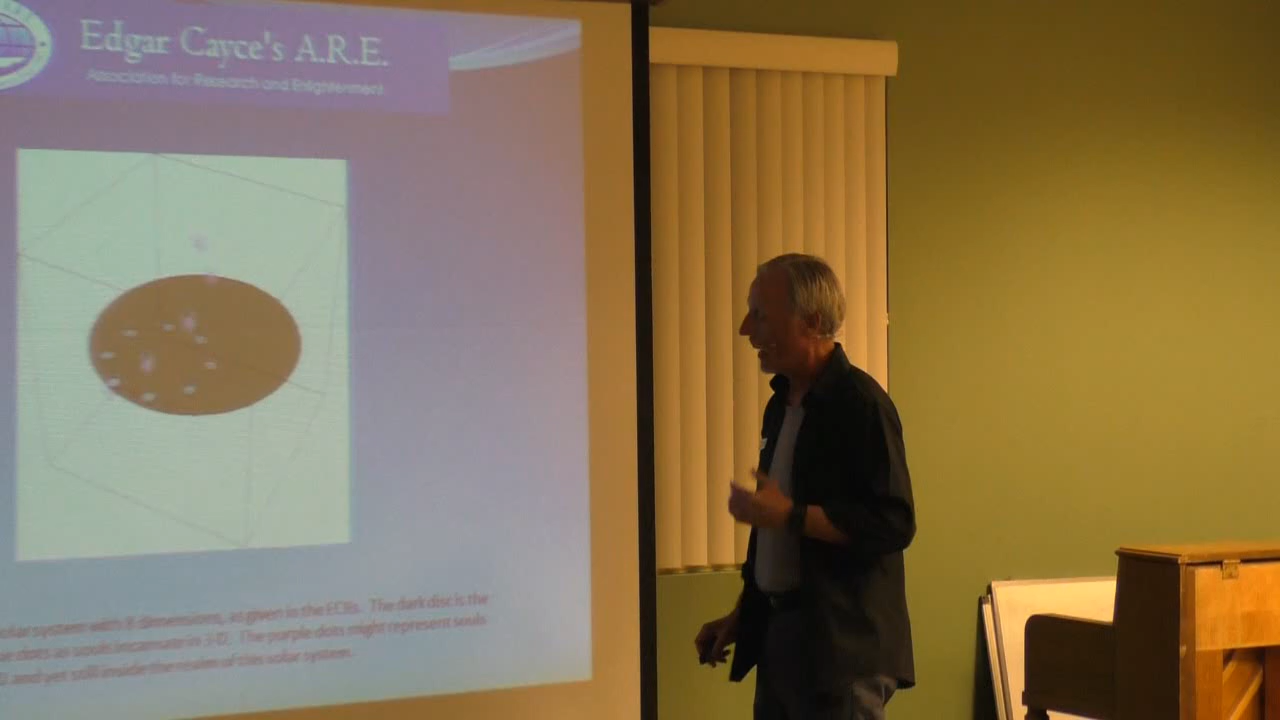 Edgar Cayce's A.R.E.
Association for Research and Enlightenment
solar system with 8 dimensions, as given in the ECRs. The dark disc is the
dots as souls incarnate in 3-D. The purple dots might represent souls
and yet still inside the realm of this solar system.